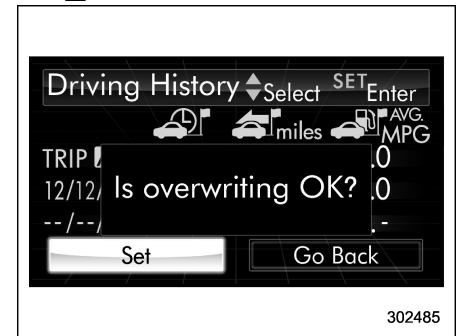 Driving History Select SET Enter
miles AVG. MPG
TRIP .0
12/12/ .0
--/--/ .-
Is overwriting OK?
Set Go Back
302485